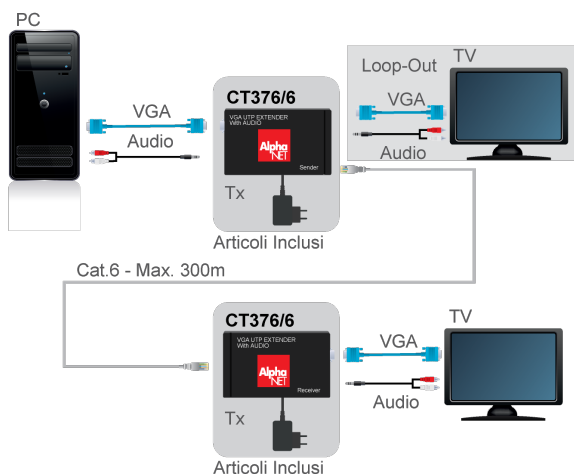 PC
Loop-Out
TV
CT376/6
VGA
VGA
VGA UTP EXTENDER
With AUDIO
Audio
Audio
Alpha
NET
Sender
Tx
Articoli Inclusi
Cat.6 - Max. 300m
CT376/6
TV
VGA UTP EXTENDER
With AUDIO
VGA
Alpha
NET
Receiver
Audio
Tx
Articoli Inclusi